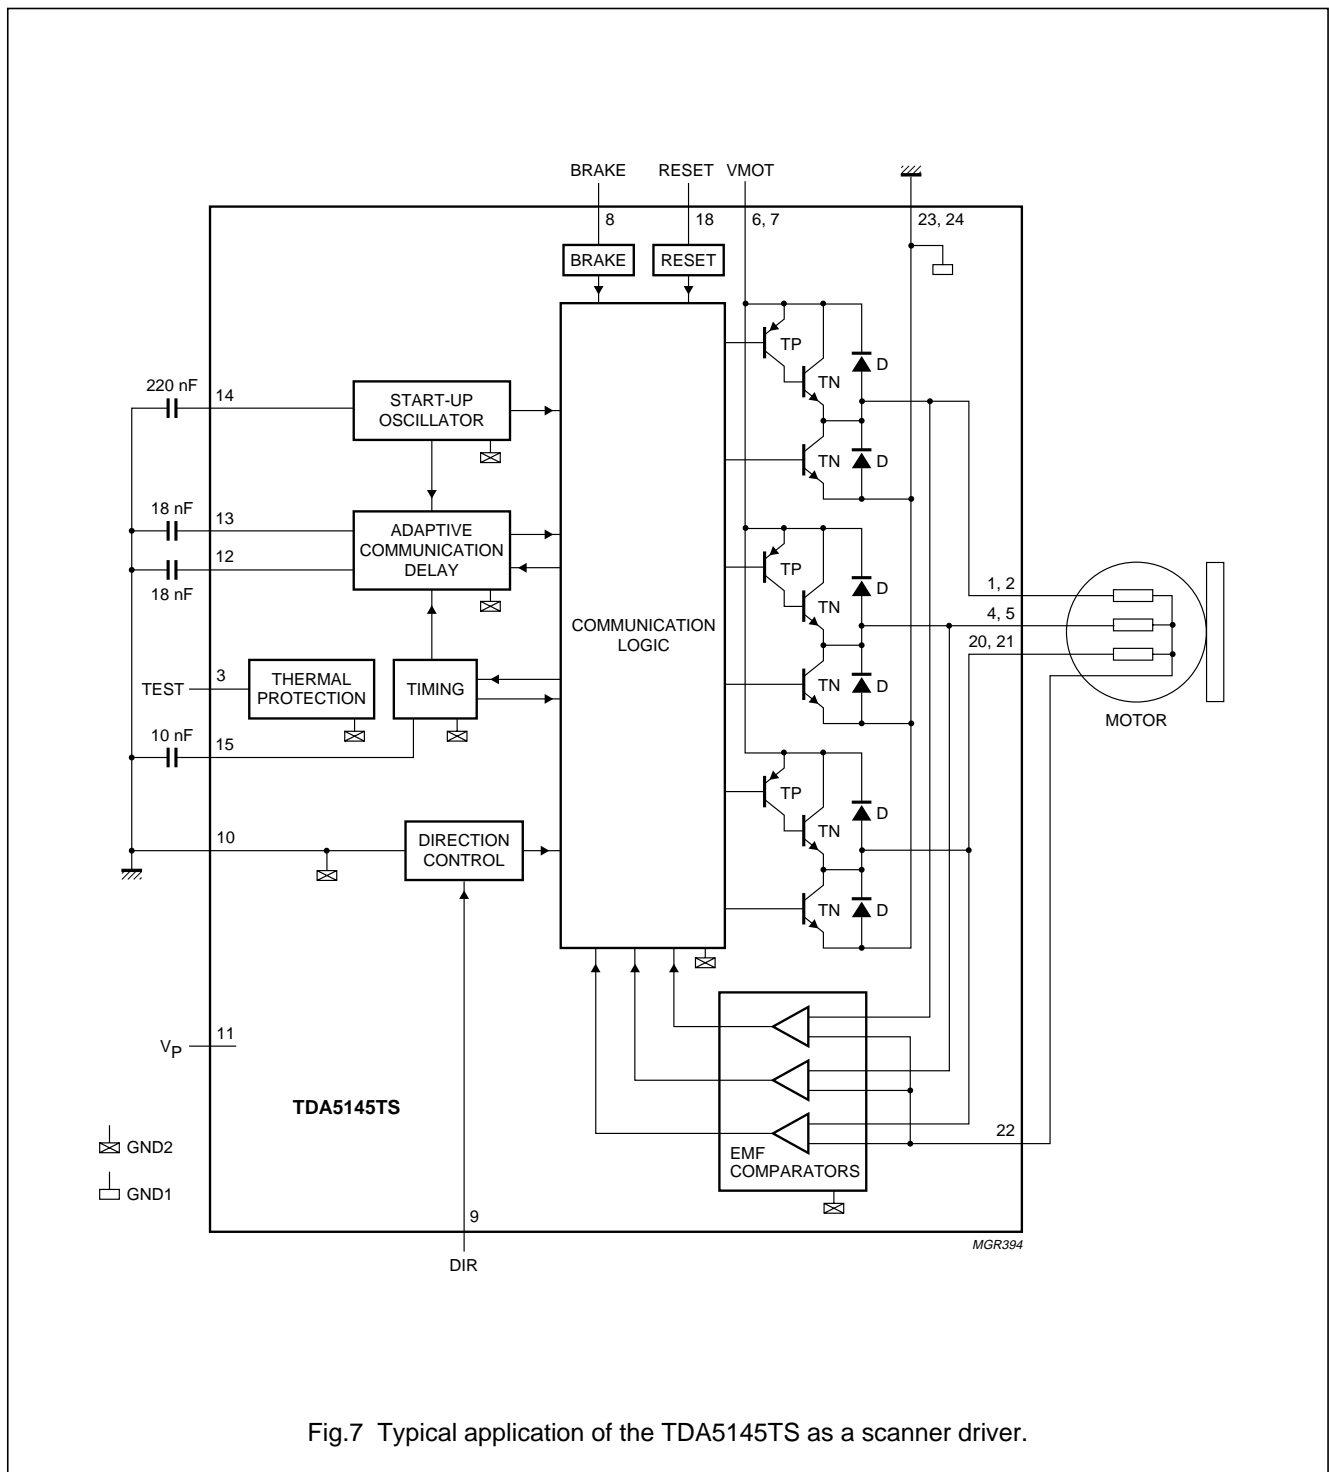 BRAKE RESET VMOT
8 18 6, 7 23, 24
BRAKE RESET
TP
D
TN
220 nF 14
START-UP
OSCILLATOR
TN D
18 nF 13
ADAPTIVE
COMMUNICATION
DELAY
12
18 nF
TP
D
TN
1, 2
4, 5
20, 21
COMMUNICATION
LOGIC
TEST 3
THERMAL
PROTECTION
TIMING
TN D
MOTOR
10 nF 15
TP
D
TN
10
DIRECTION
CONTROL
TN D
11
VP
TDA5145TS
22
EMF
COMPARATORS
GND2
GND1
9
MGR394
DIR
Fig.7 Typical application of the TDA5145TS as a scanner driver.